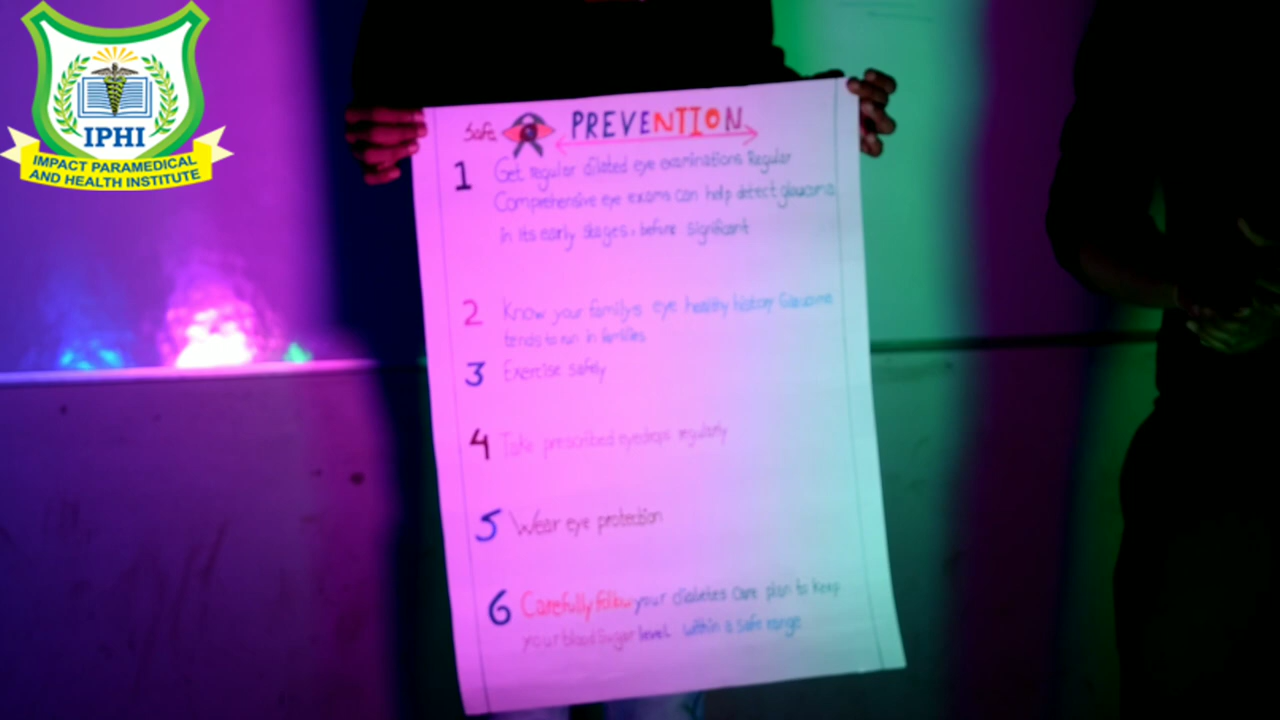 IPHI
IMPACT PARAMEDICAL
AND HEALTH INSTITUTE
Safe PREVENTION
1 Get regular dilated eye examinations Regular
Comprehensive eye exams can help detect glaucoma
in its early stages, before significant
2 Know your family's eye healthy history Glaucoma
tends to run in families
3 Exercise safely
4 Take prescribed eyedrops regularly
5 Wear eye protection
6 Carefully follow your diabetes care plan to keep
your blood sugar level within a safe range